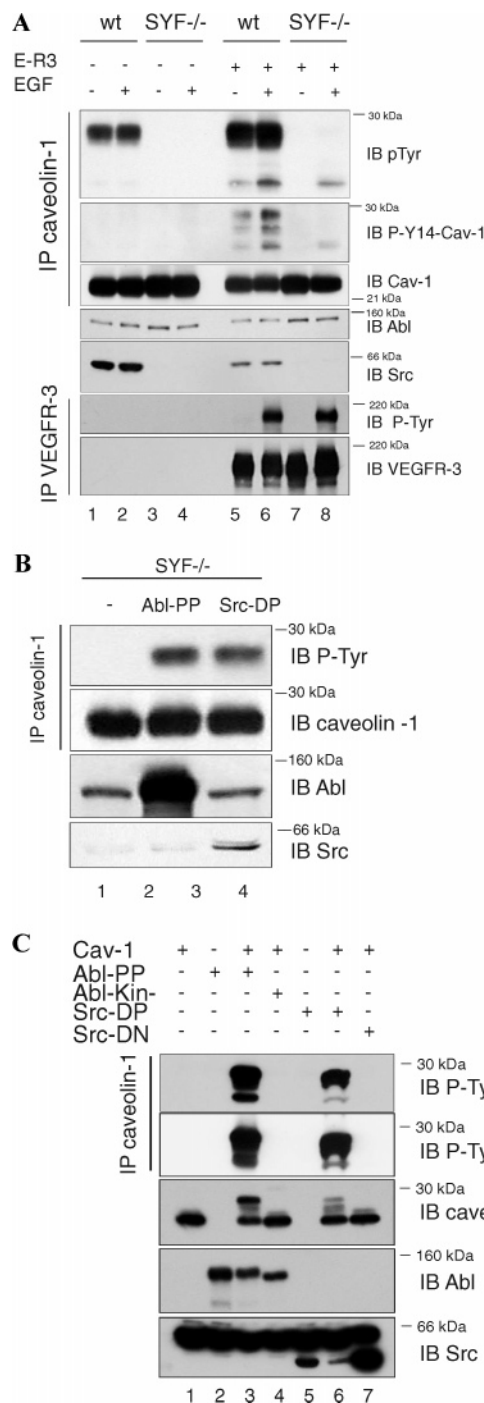 A
wt SYF-/- wt SYF-/-
E-R3 - - - - + + + +
EGF - + - + - + - +
IP caveolin-1
30 kDa
IB pTyr
30 kDa
IB P-Y14-Cav-1
IB Cav-1
21 kDa
160 kDa
IB Abl
66 kDa
IB Src
IP VEGFR-3
220 kDa
IB P-Tyr
220 kDa
IB VEGFR-3
1 2 3 4 5 6 7 8
B
SYF-/-
- Abl-PP Src-DP
IP caveolin-1
30 kDa
IB P-Tyr
30 kDa
IB caveolin -1
160 kDa
IB Abl
66 kDa
IB Src
1 2 3 4
C
Cav-1 + - + + - + +
Abl-PP - + + - - - -
Abl-Kin- - - - + - - -
Src-DP - - - - + + -
Src-DN - - - - - - +
IP caveolin-1
30 kDa
IB P-Ty
30 kDa
IB P-Ty
30 kDa
IB cave
160 kDa
IB Abl
66 kDa
IB Src
1 2 3 4 5 6 7